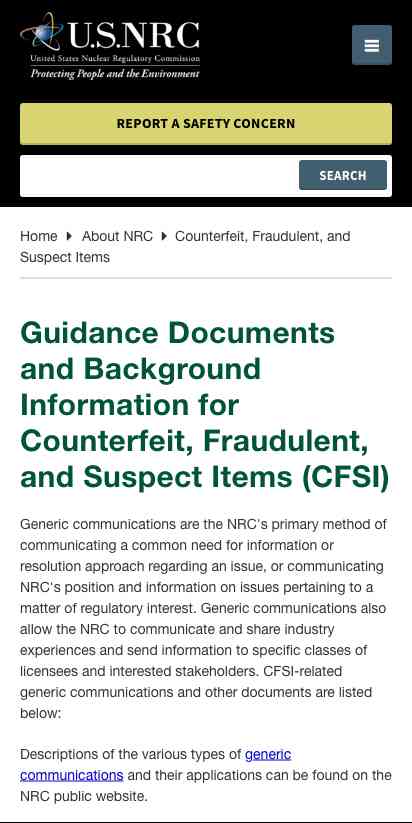 U.S.NRC
United States Nuclear Regulatory Commission
Protecting People and the Environment
REPORT A SAFETY CONCERN
SEARCH
Home About NRC Counterfeit, Fraudulent, and
Suspect Items
Guidance Documents
and Background
Information for
Counterfeit, Fraudulent,
and Suspect Items (CFSI)
Generic communications are the NRC's primary method of
communicating a common need for information or
resolution approach regarding an issue, or communicating
NRC's position and information on issues pertaining to a
matter of regulatory interest. Generic communications also
allow the NRC to communicate and share industry
experiences and send information to specific classes of
licensees and interested stakeholders. CFSI-related
generic communications and other documents are listed
below:
Descriptions of the various types of generic
communications and their applications can be found on the
NRC public website.